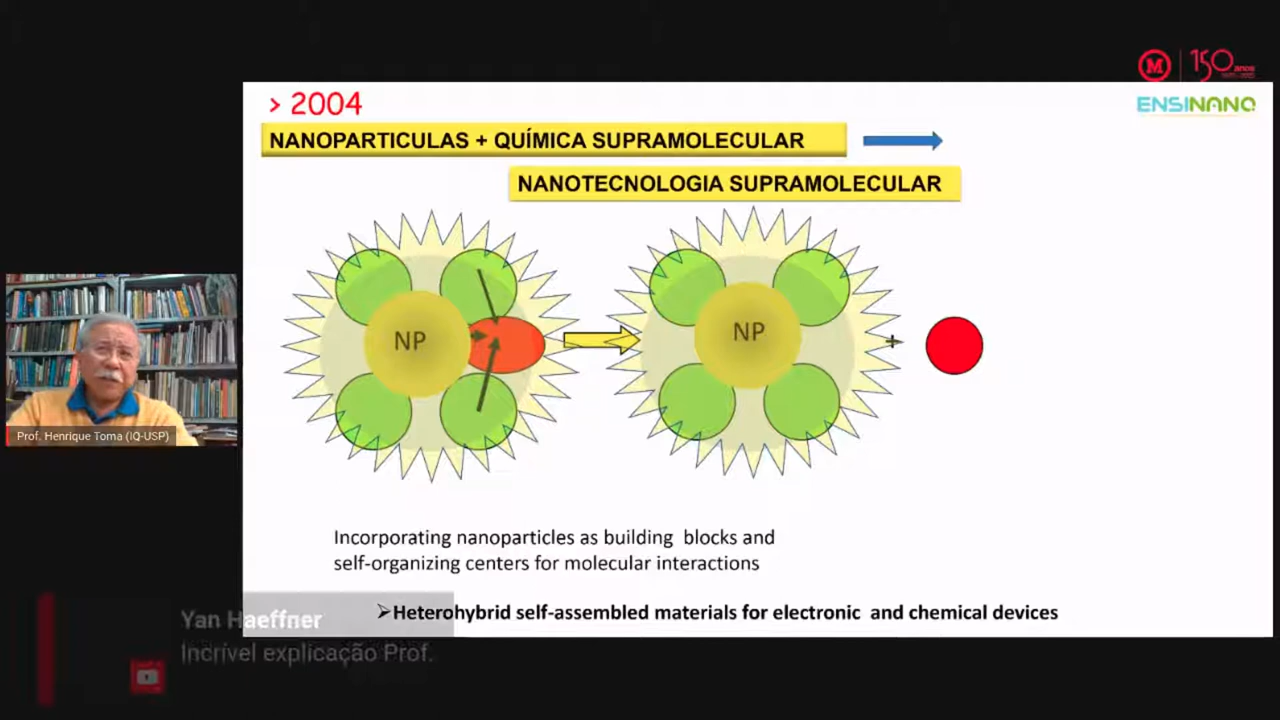 M 150 anos
ENSINANO
> 2004
NANOPARTICULAS + QUÍMICA SUPRAMOLECULAR
NANOTECNOLOGIA SUPRAMOLECULAR
NP
NP
+
Prof. Henrique Toma (IQ-USP)
Incorporating nanoparticles as building blocks and
self-organizing centers for molecular interactions
➢Heterohybrid self-assembled materials for electronic and chemical devices
Yan Haeffner
Incrível explicação Prof.